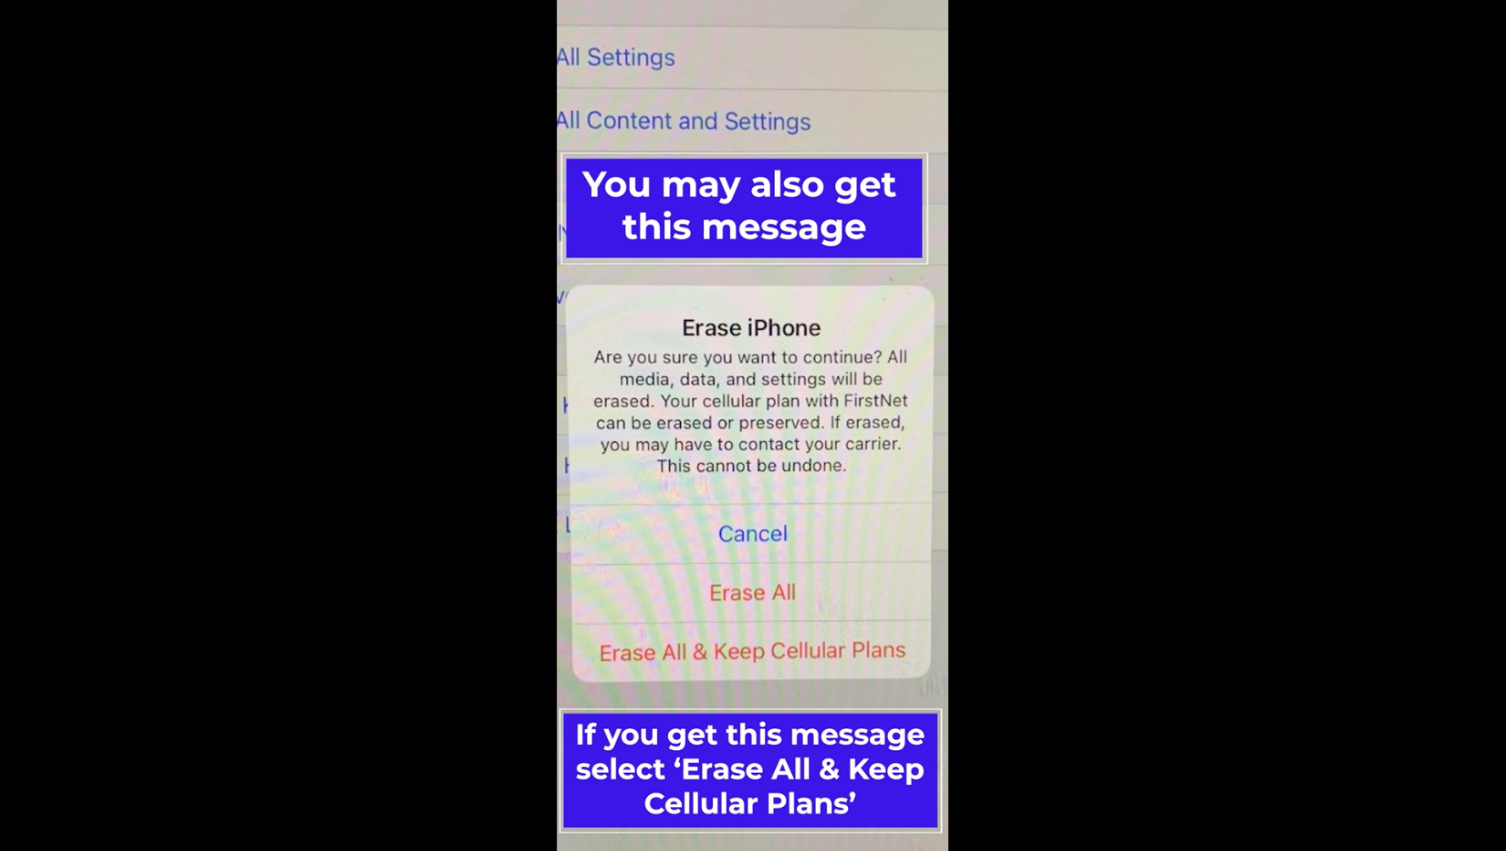 All Settings
All Content and Settings
You may also get
this message
Erase iPhone
Are you sure you want to continue? All
media, data, and settings will be
erased. Your cellular plan with FirstNet
can be erased or preserved. If erased,
you may have to contact your carrier.
This cannot be undone.
Cancel
Erase All
Erase All & Keep Cellular Plans
If you get this message
select ‘Erase All & Keep
Cellular Plans’